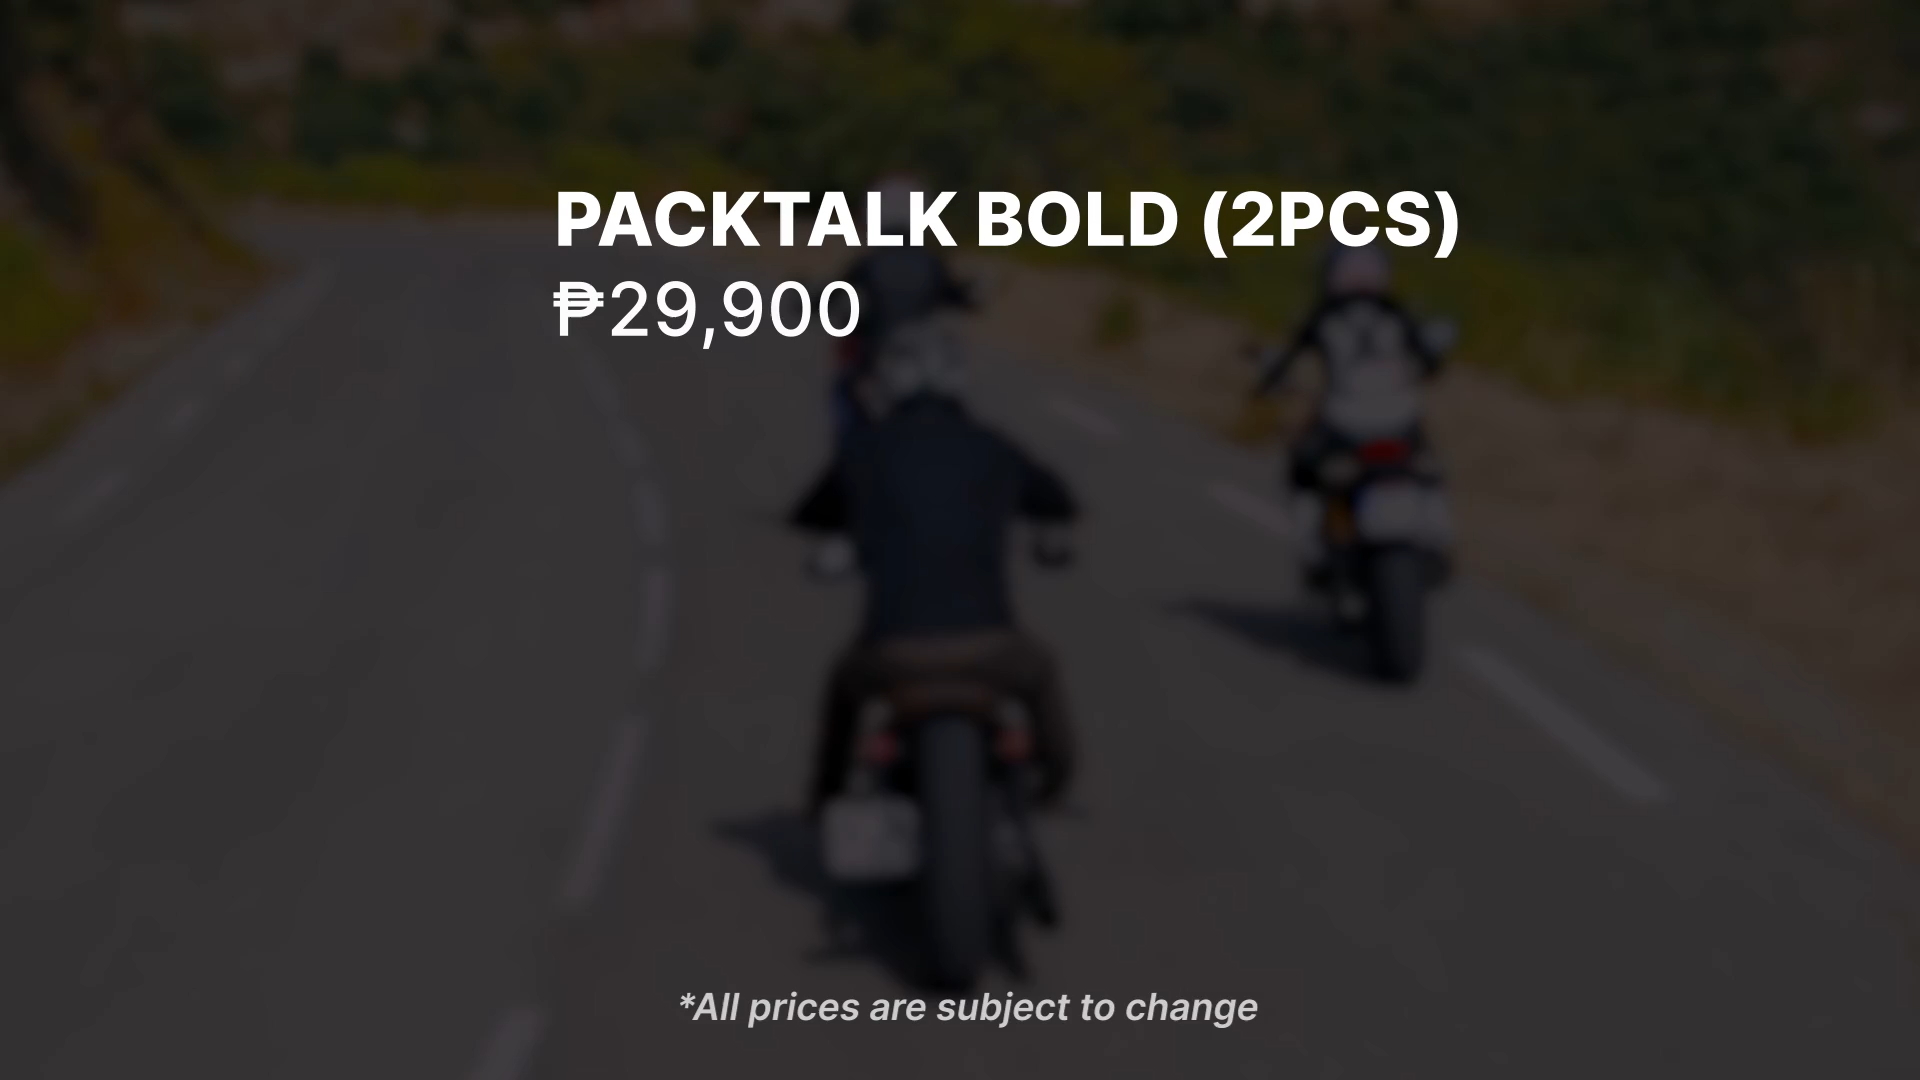 PACKTALK BOLD (2PCS)
₱29,900
*All prices are subject to change